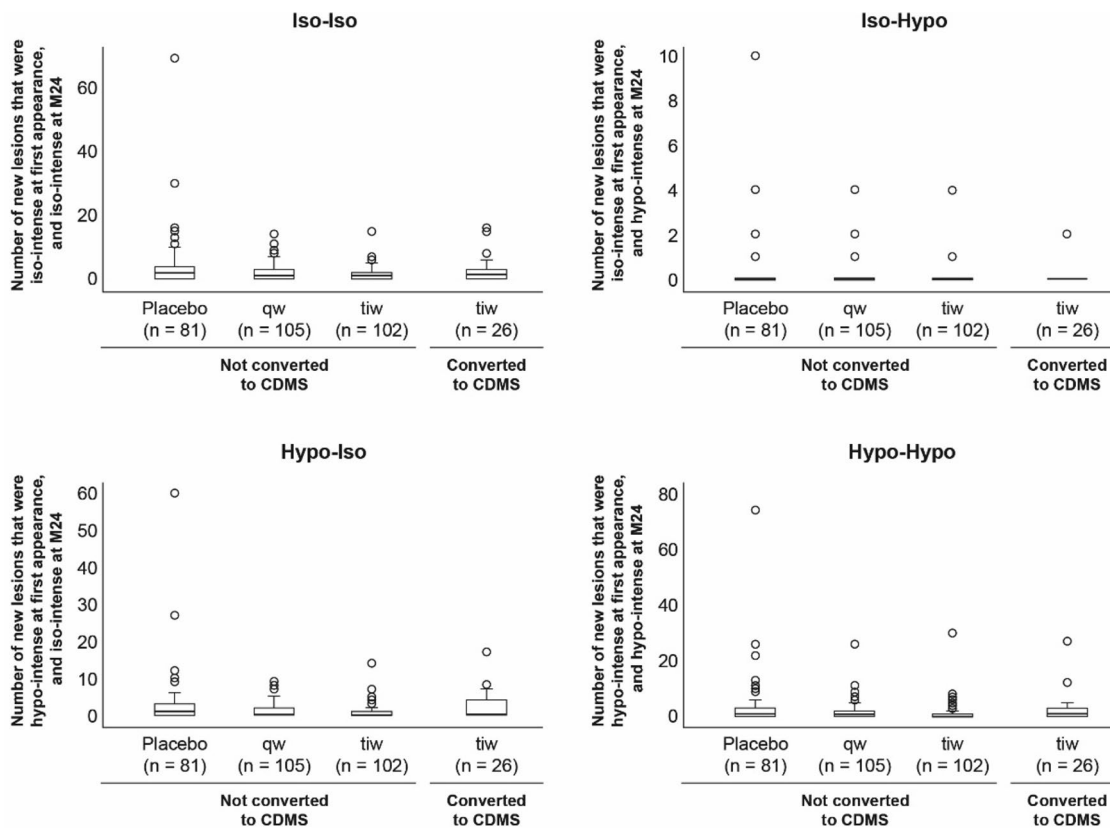 Iso-Iso
Number of new lesions that were
iso-intense at first appearance,
and iso-intense at M24
60
40
20
0
Placebo
(n = 81)
qw
(n = 105)
tiw
(n = 102)
tiw
(n = 26)
Not converted
to CDMS
Converted
to CDMS
Iso-Hypo
Number of new lesions that were
iso-intense at first appearance,
and hypo-intense at M24
10
8
6
4
2
0
Placebo
(n = 81)
qw
(n = 105)
tiw
(n = 102)
tiw
(n = 26)
Not converted
to CDMS
Converted
to CDMS
Hypo-Iso
Number of new lesions that were
hypo-intense at first appearance,
and iso-intense at M24
60
50
40
30
20
10
0
Placebo
(n = 81)
qw
(n = 105)
tiw
(n = 102)
tiw
(n = 26)
Not converted
to CDMS
Converted
to CDMS
Hypo-Hypo
Number of new lesions that were
hypo-intense at first appearance,
and hypo-intense at M24
80
60
40
20
0
Placebo
(n = 81)
qw
(n = 105)
tiw
(n = 102)
tiw
(n = 26)
Not converted
to CDMS
Converted
to CDMS